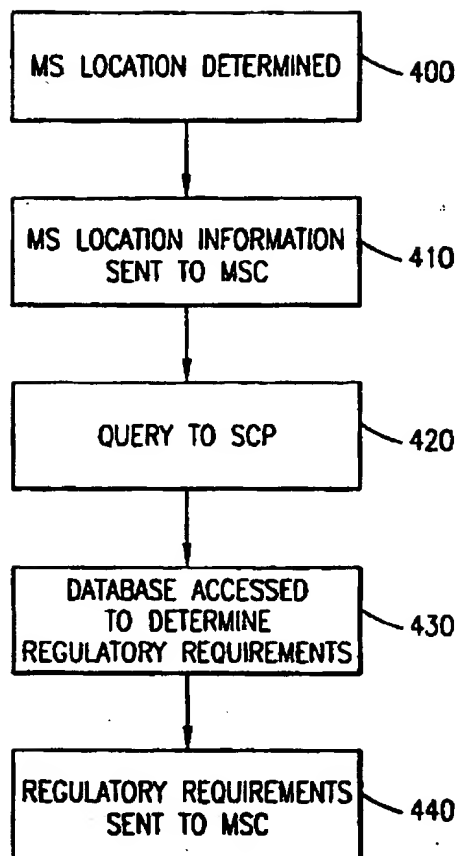 MS LOCATION DETERMINED
400
MS LOCATION INFORMATION
SENT TO MSC
410
QUERY TO SCP
420
DATABASE ACCESSED
TO DETERMINE
REGULATORY REQUIREMENTS
430
REGULATORY REQUIREMENTS
SENT TO MSC
440